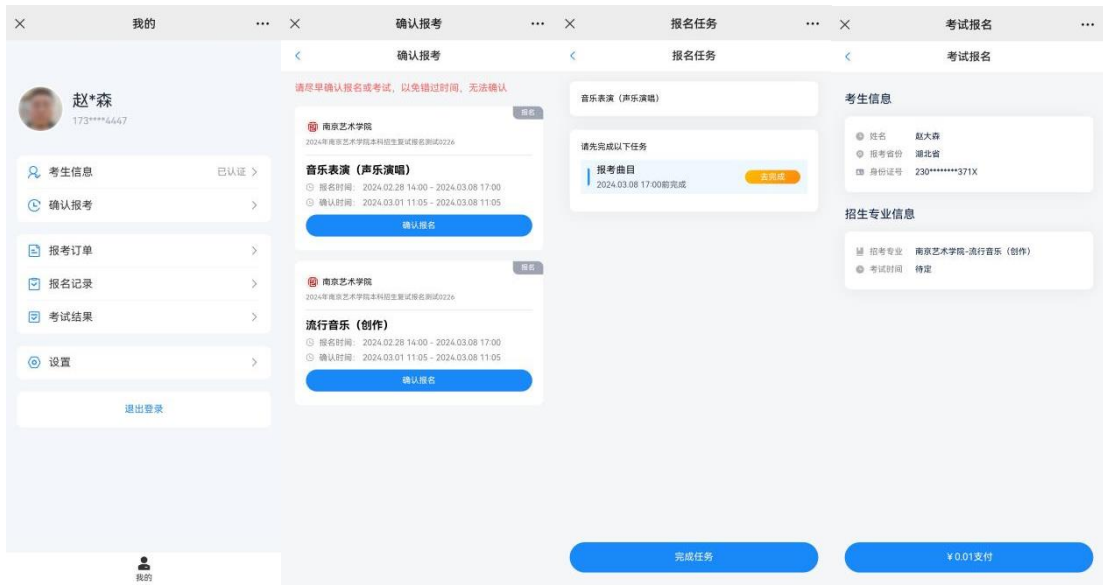 我的
赵*森
173****4447
考生信息
已认证
确认报考
报考订单
报名记录
考试结果
设置
退出登录
我的
确认报考
确认报考
请尽早确认报名或考试，以免错过时间，无法确认
报名
南京艺术学院
2024年南京艺术学院本科招生复试报名测试0226
音乐表演（声乐演唱）
报名时间： 2024.02.28 14:00 - 2024.03.08 17:00
确认时间： 2024.03.01 11:05 - 2024.03.08 11:05
确认报名
报名
南京艺术学院
2024年南京艺术学院本科招生复试报名测试0226
流行音乐（创作）
报名时间： 2024.02.28 14:00 - 2024.03.08 17:00
确认时间： 2024.03.01 11:05 - 2024.03.08 11:05
确认报名
报名任务
报名任务
音乐表演（声乐演唱）
请先完成以下任务
报考曲目
2024.03.08 17:00前完成
去完成
完成任务
考试报名
考试报名
考生信息
姓名 赵大森
报考省份 湖北省
身份证号 230********371X
招生专业信息
招考专业 南京艺术学院-流行音乐（创作）
考试时间 待定
￥0.01支付